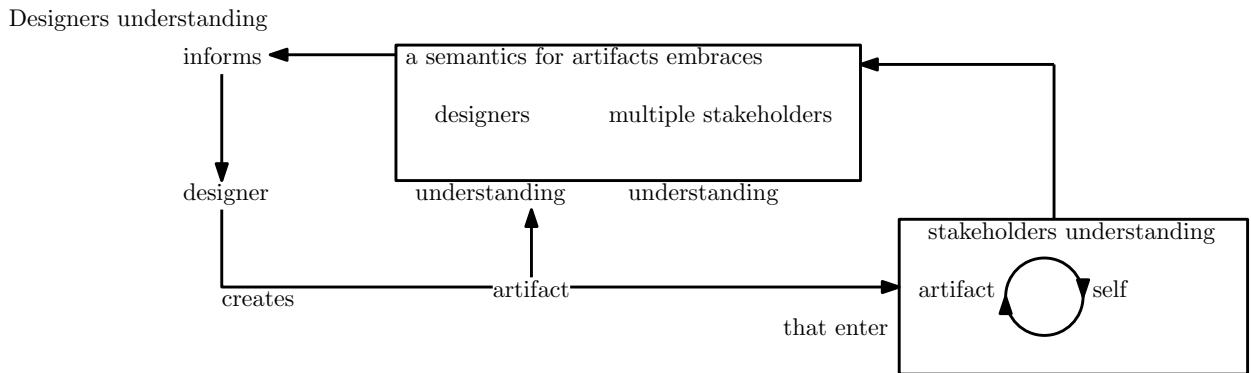 Designers understanding
informs
a semantics for artifacts embraces
designers
multiple stakeholders
designer
understanding
understanding
stakeholders understanding
creates
artifact
artifact
self
that enter